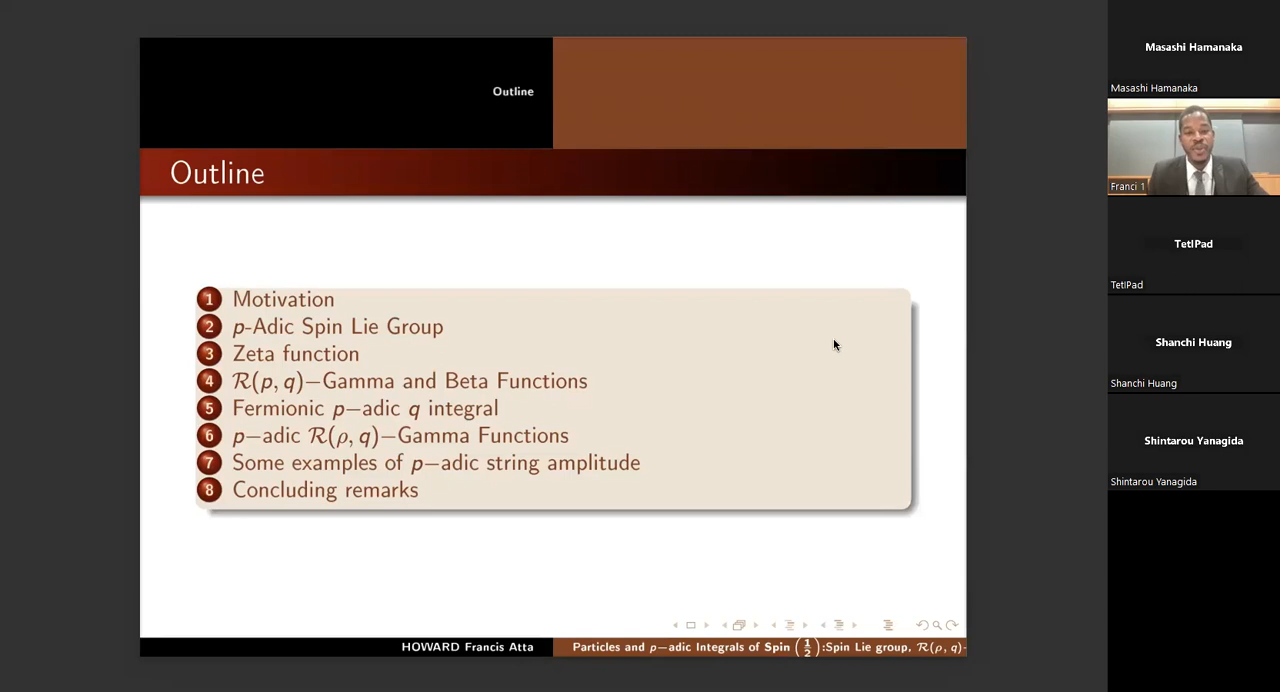 Outline
Outline
1 Motivation
2 p-Adic Spin Lie Group
3 Zeta function
4 R(p, q)−Gamma and Beta Functions
5 Fermionic p−adic q integral
6 p−adic R(ρ, q)−Gamma Functions
7 Some examples of p−adic string amplitude
8 Concluding remarks
HOWARD Francis Atta
Particles and p−adic Integrals of Spin (1/2):Spin Lie group, R(ρ, q)-
Masashi Hamanaka
Masashi Hamanaka
Franci 1
TetIPad
TetIPad
Shanchi Huang
Shanchi Huang
Shintarou Yanagida
Shintarou Yanagida